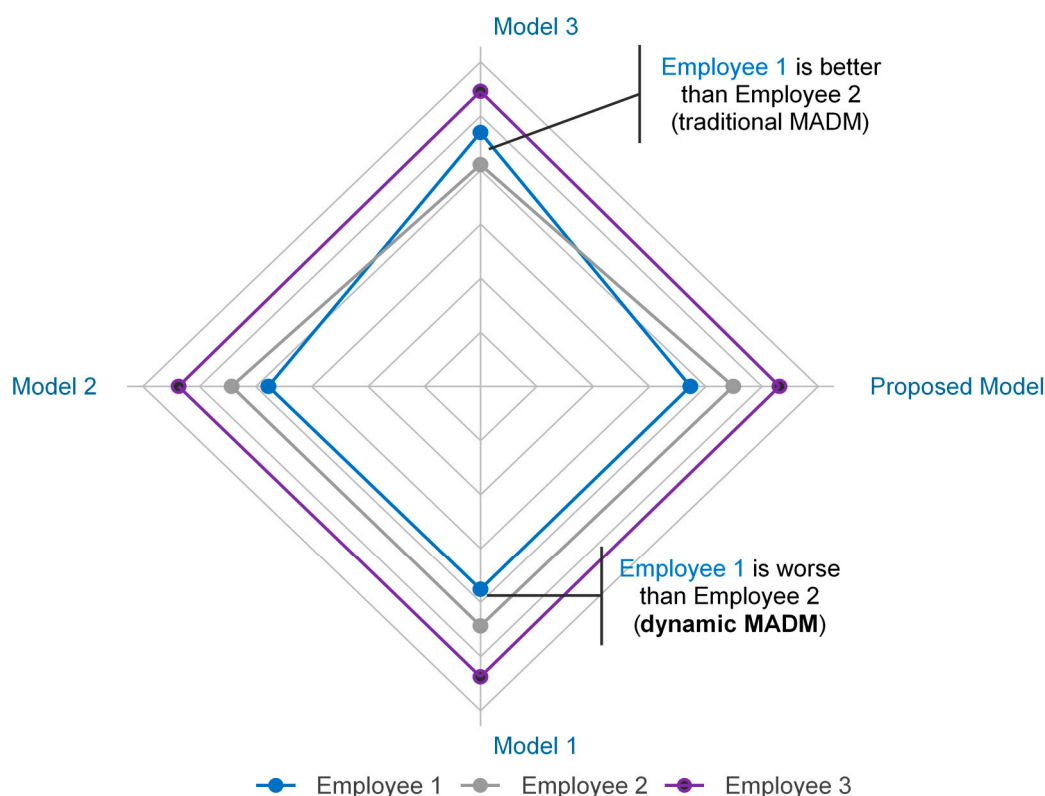 Model 3
Employee 1 is better
than Employee 2
(traditional MADM)
Model 2
Proposed Model
Employee 1 is worse
than Employee 2
(dynamic MADM)
Model 1
Employee 1 Employee 2 Employee 3